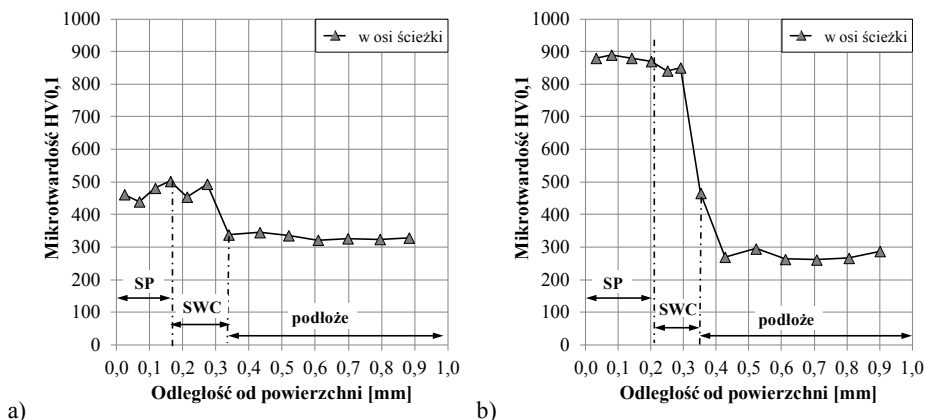 1000
900
800
700
600
500
400
300
200
100
0
Mikrotwardość HV0,1
w osi ścieżki
SP
SWC
podłoże
0,0 0,1 0,2 0,3 0,4 0,5 0,6 0,7 0,8 0,9 1,0
Odległość od powierzchni [mm]
a)
1000
900
800
700
600
500
400
300
200
100
0
Mikrotwardość HV0,1
w osi ścieżki
SP
SWC
podłoże
0,0 0,1 0,2 0,3 0,4 0,5 0,6 0,7 0,8 0,9 1,0
Odległość od powierzchni [mm]
b)